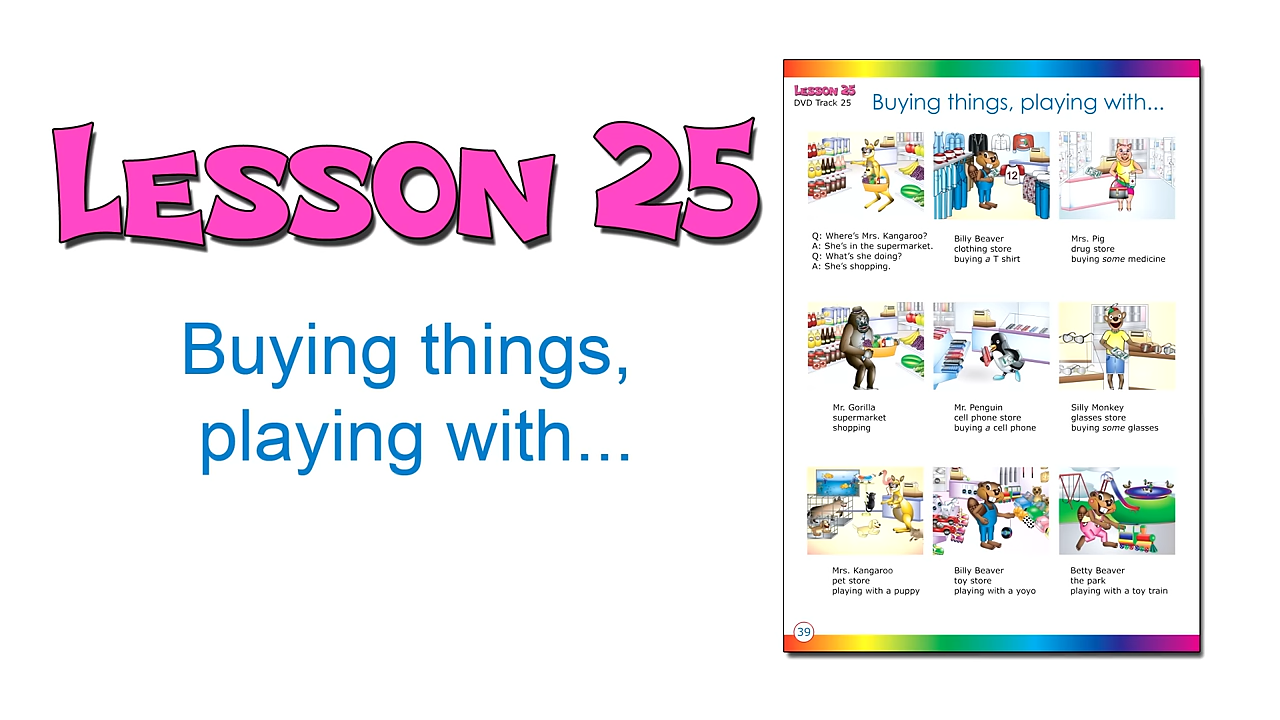 LESSON 25
Buying things,
playing with...
LESSON 25
DVD Track 25
Buying things, playing with...
12
Q: Where's Mrs. Kangaroo?
A: She's in the supermarket.
Q: What's she doing?
A: She's shopping.
Billy Beaver
clothing store
buying a T shirt
Mrs. Pig
drug store
buying some medicine
Mr. Gorilla
supermarket
shopping
Mr. Penguin
cell phone store
buying a cell phone
Silly Monkey
glasses store
buying some glasses
Mrs. Kangaroo
pet store
playing with a puppy
Billy Beaver
toy store
playing with a yoyo
Betty Beaver
the park
playing with a toy train
39